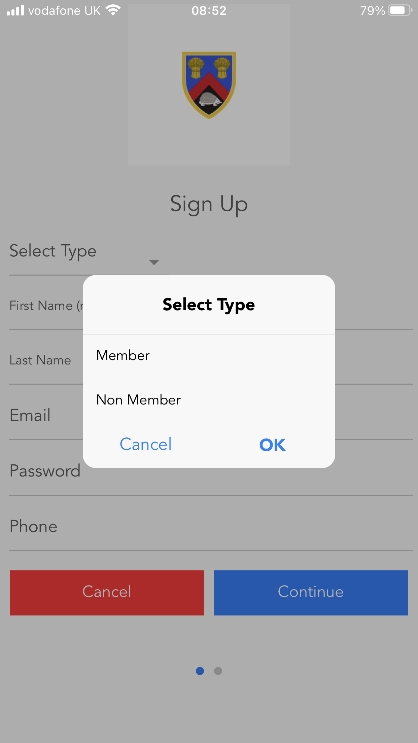 vodafone UK 08:52 79%
Sign Up
Select Type
First Name (
Last Name
Select Type
Member
Non Member
Cancel OK
Email
Password
Phone
Cancel Continue